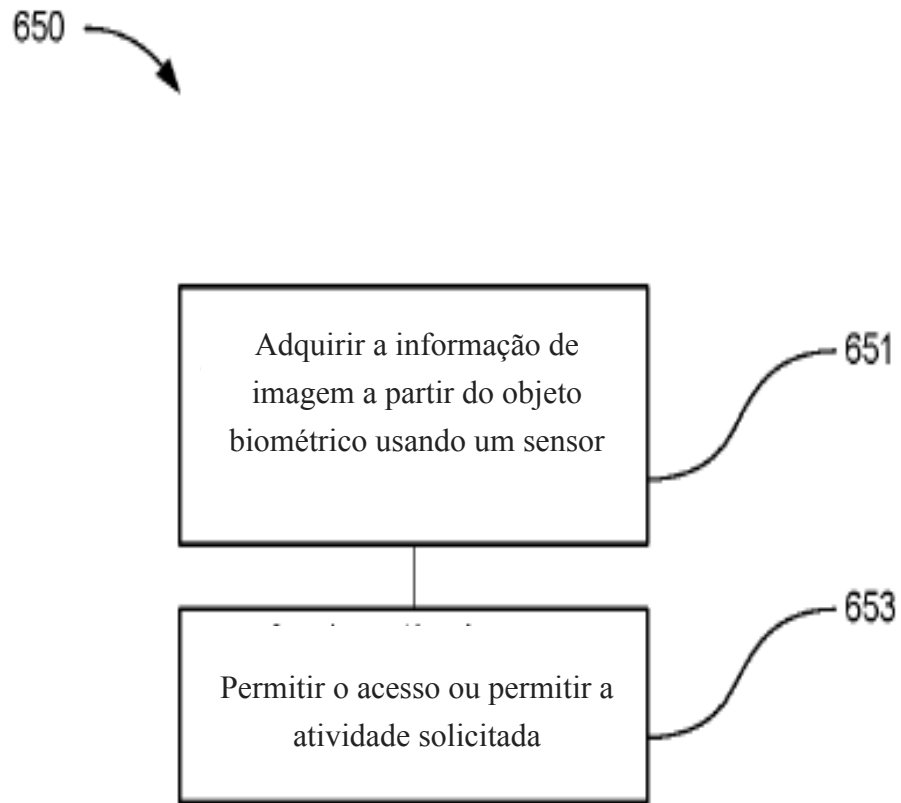 650
Adquirir a informação de
imagem a partir do objeto
biométrico usando um sensor
651
653
Permitir o acesso ou permitir a
atividade solicitada